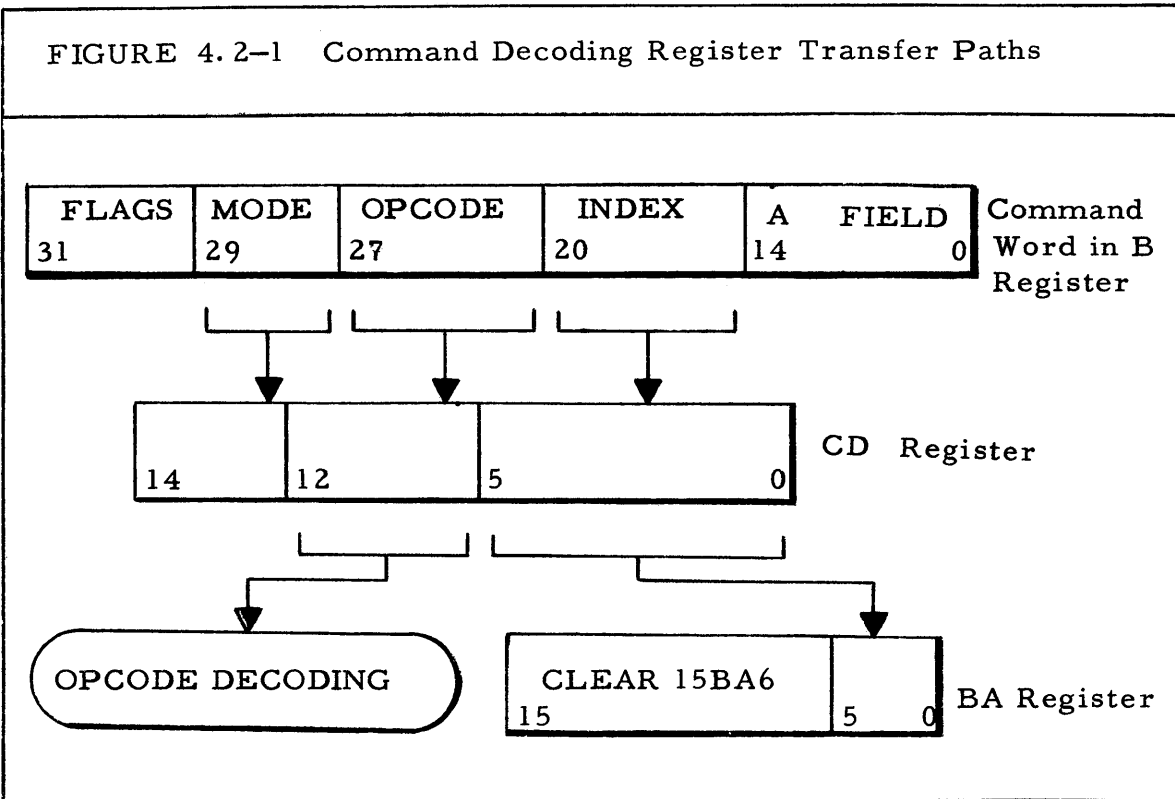 FIGURE 4.2-1 Command Decoding Register Transfer Paths
FLAGS MODE OPCODE INDEX A FIELD
31 29 27 20 14 0
Command
Word in B
Register
14 12 5 0
CD Register
OPCODE DECODING
CLEAR 15BA6
15 5 0
BA Register